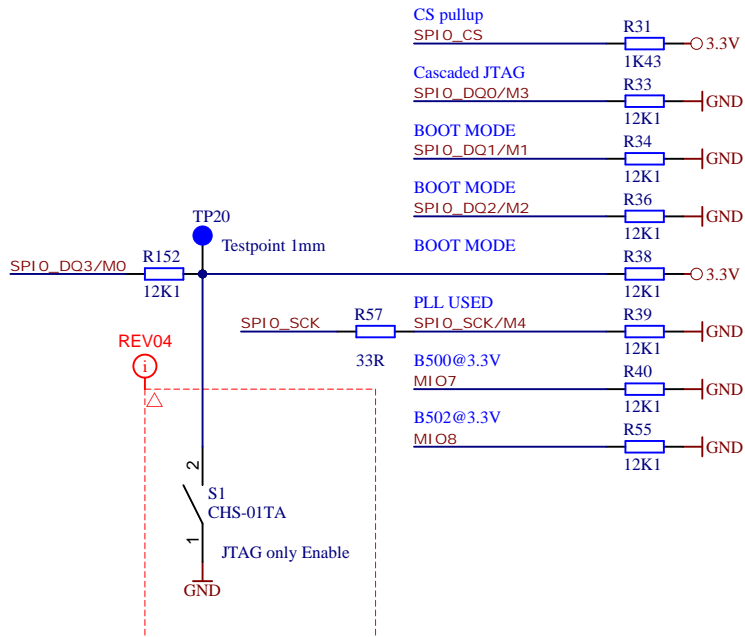 CS pullup
SPI0_CS
R31
3.3V
1K43
Cascaded JTAG
SPI0_DQ0/M3
R33
GND
12K1
BOOT MODE
SPI0_DQ1/M1
R34
GND
12K1
BOOT MODE
SPI0_DQ2/M2
R36
GND
12K1
TP20
Testpoint 1mm
BOOT MODE
SPI0_DQ3/M0
R152
12K1
R38
3.3V
12K1
PLL USED
SPI0_SCK
R57
33R
SPI0_SCK/M4
R39
GND
12K1
REV04
i
B500@3.3V
MIO7
R40
GND
12K1
B502@3.3V
MIO8
R55
GND
12K1
2
S1
CHS-01TA
1
JTAG only Enable
GND